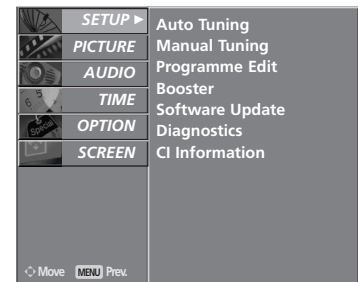 SETUP ►
PICTURE
AUDIO
TIME
OPTION
SCREEN
Auto Tuning
Manual Tuning
Programme Edit
Booster
Software Update
Diagnostics
CI Information
Move MENU Prev.